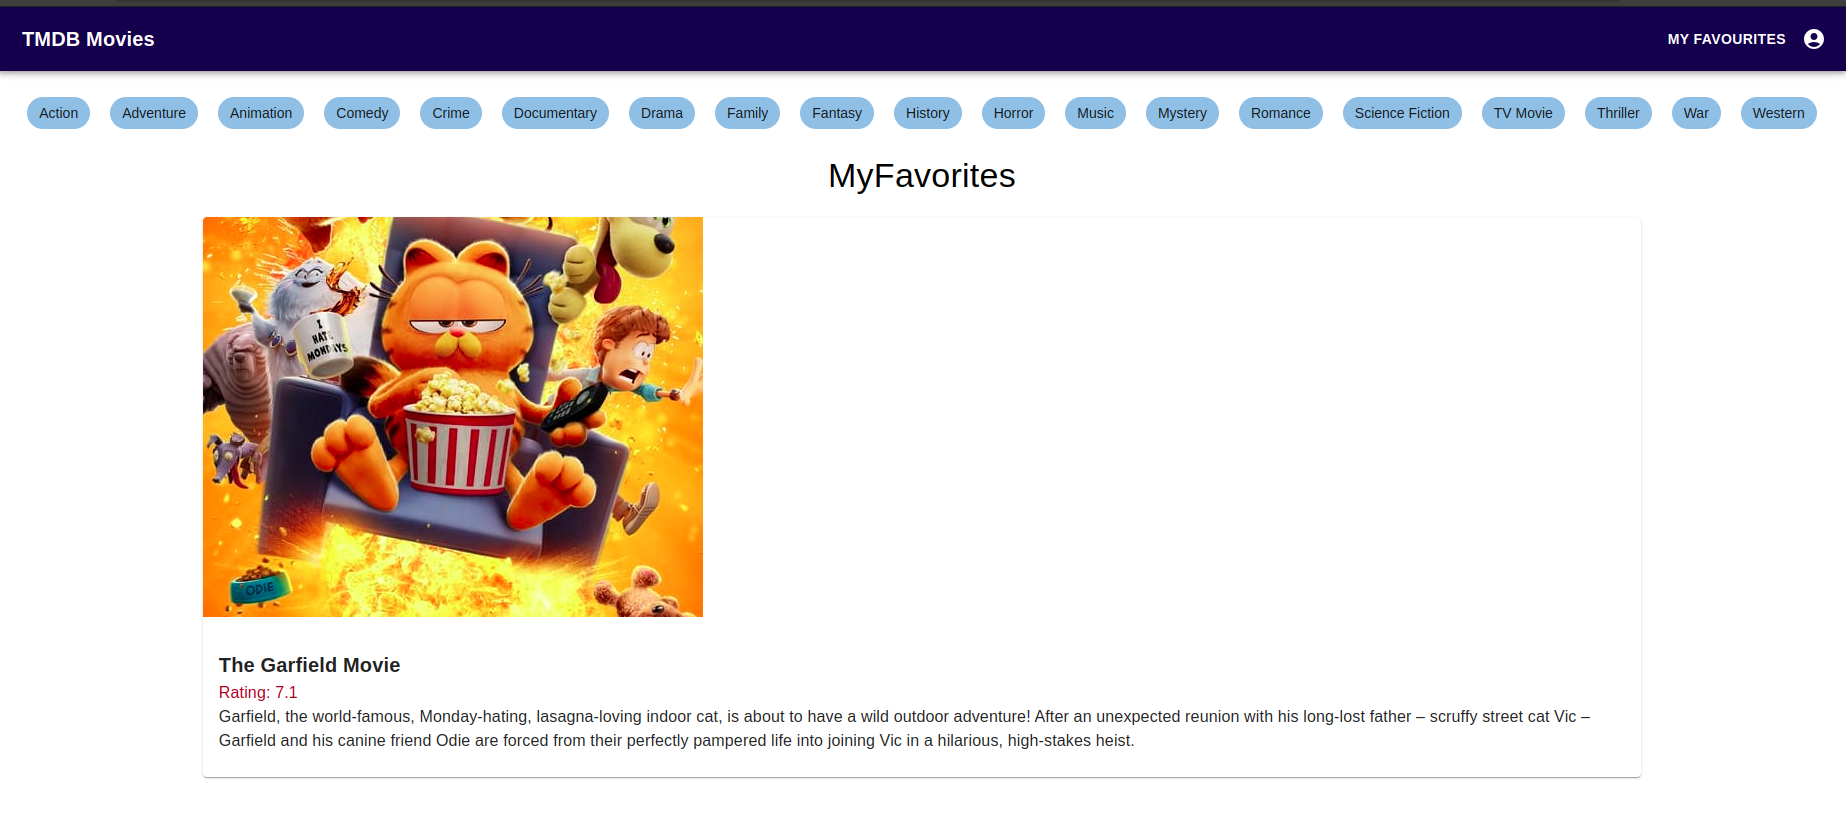 TMDB Movies
MY FAVOURITES
Action Adventure Animation Comedy Crime Documentary Drama Family Fantasy History Horror Music Mystery Romance Science Fiction TV Movie Thriller War Western
MyFavorites
I
HATE
MONDAYS
ODIE
The Garfield Movie
Rating: 7.1
Garfield, the world-famous, Monday-hating, lasagna-loving indoor cat, is about to have a wild outdoor adventure! After an unexpected reunion with his long-lost father – scruffy street cat Vic –
Garfield and his canine friend Odie are forced from their perfectly pampered life into joining Vic in a hilarious, high-stakes heist.